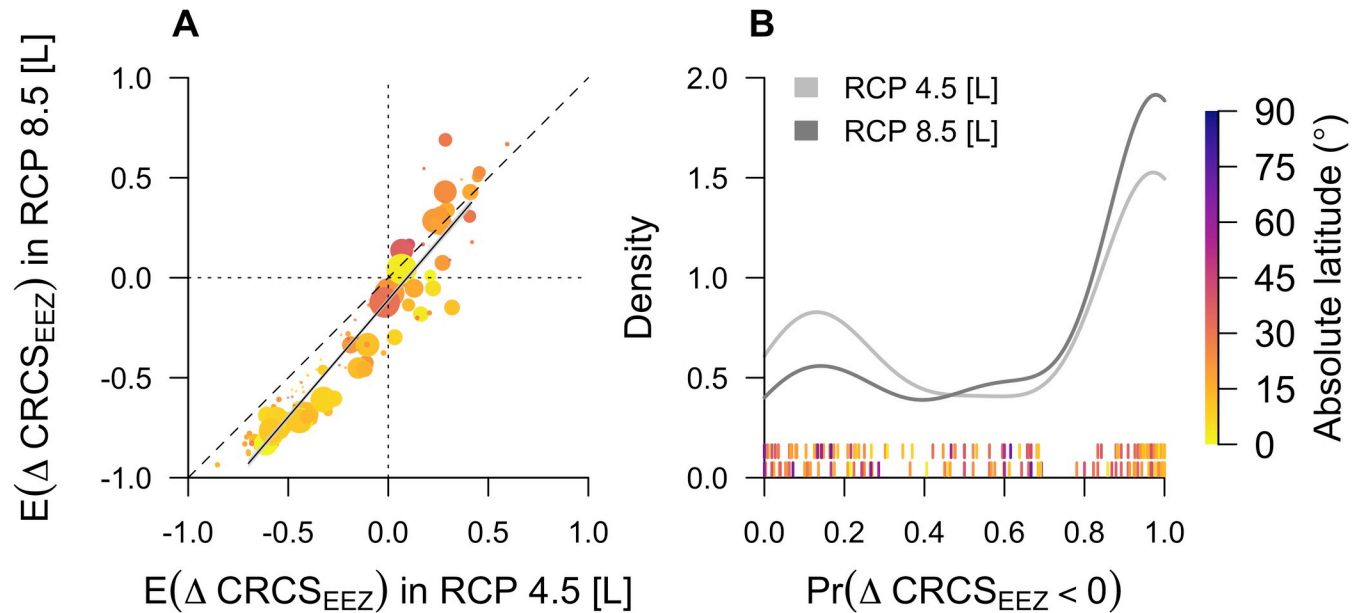 A
E(Δ CRCS_EEZ) in RCP 8.5 [L]
1.0
0.5
0.0
-0.5
-1.0
-1.0 -0.5 0.0 0.5 1.0
E(Δ CRCS_EEZ) in RCP 4.5 [L]
B
Density
2.0
1.5
1.0
0.5
0.0
RCP 4.5 [L]
RCP 8.5 [L]
0.0 0.2 0.4 0.6 0.8 1.0
Pr(Δ CRCS_EEZ < 0)
90
75
60
45
30
15
0
Absolute latitude (°)